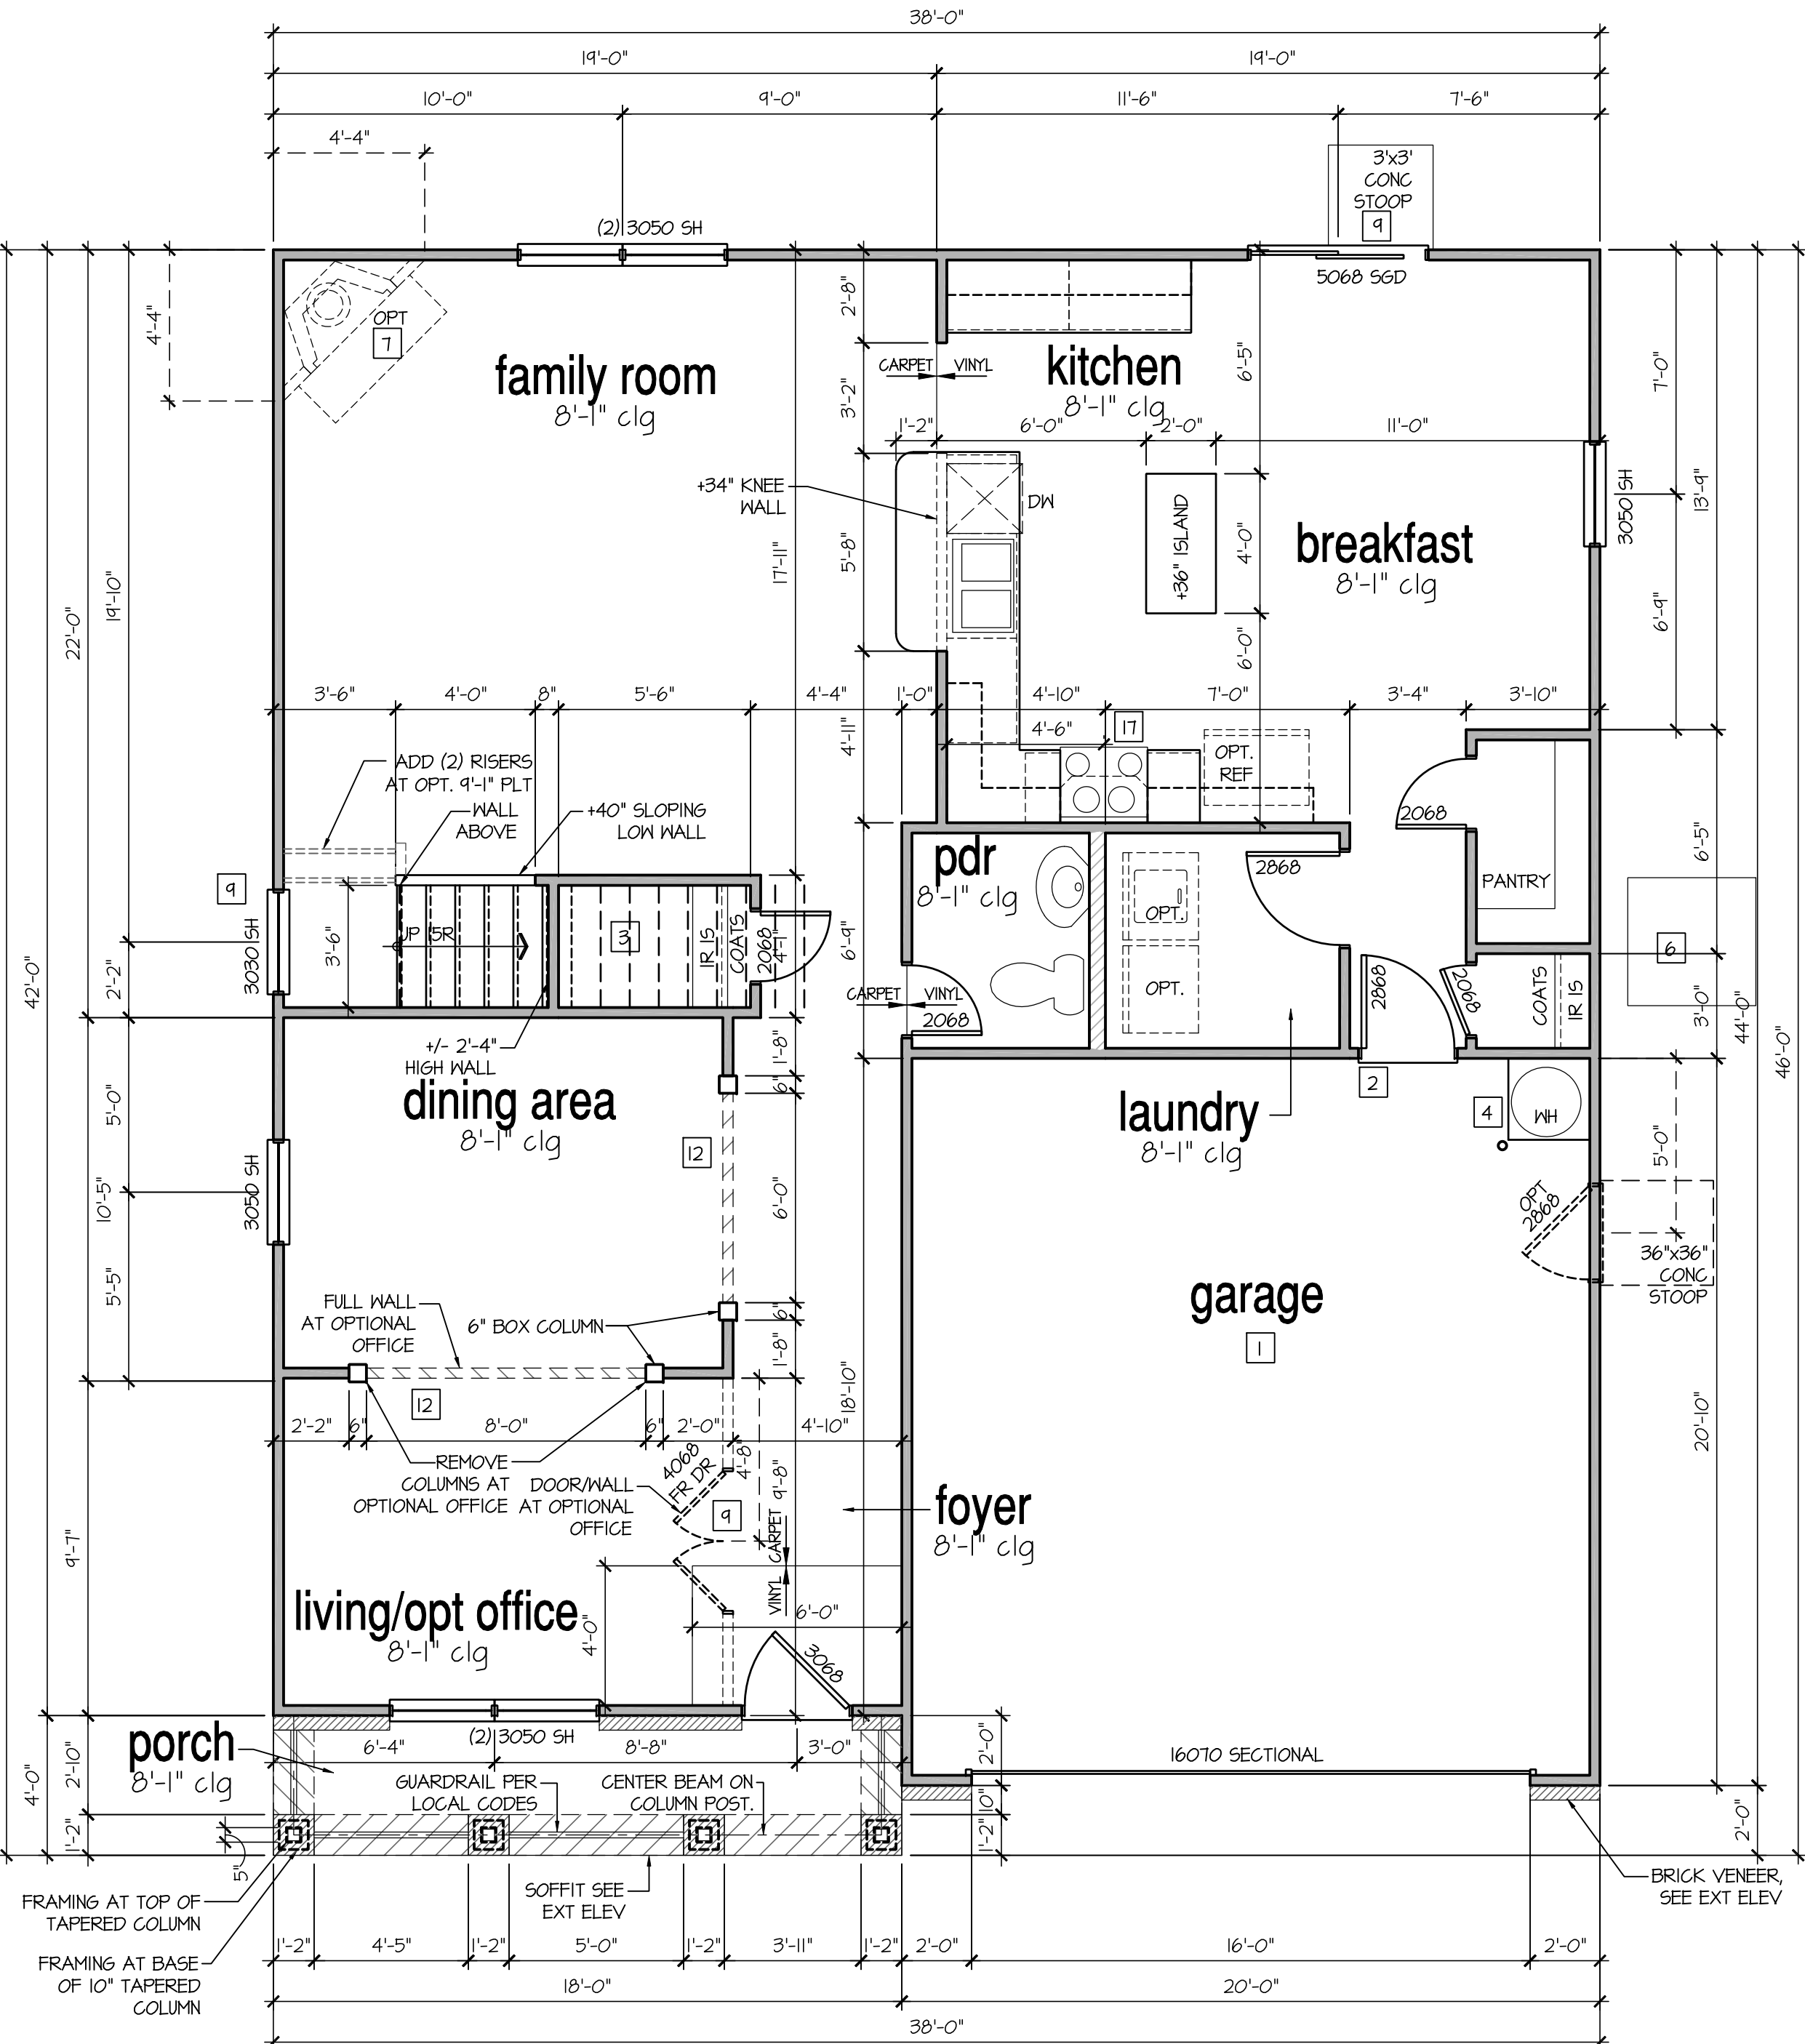 38'-0"
19'-0"
19'-0"
10'-0"
9'-0"
11'-6"
7'-6"
4'-4"
3'x3'
CONC
STOOP
9
(2) 3050 SH
5068 SGD
4'-4"
OPT
7
family room
8'-1" clg
2'-8"
CARPET
VINYL
3'-2"
kitchen
8'-1" clg
6'-5"
7'-0"
1'-2"
6'-0"
2'-0"
11'-0"
+34" KNEE
WALL
DW
+36" ISLAND
4'-0"
breakfast
8'-1" clg
3050 SH
13'-9"
17'-11"
5'-8"
6'-0"
6'-9"
22'-0"
19'-10"
42'-0"
3'-6"
4'-0"
8"
5'-6"
4'-4"
1'-0"
4'-10"
7'-0"
3'-4"
3'-10"
4'-11"
4'-6"
17
OPT.
REF
ADD (2) RISERS
AT OPT. 9'-1" PLT
WALL
ABOVE
+40" SLOPING
LOW WALL
2068
6'-5"
PANTRY
9
3030 SH
3'-6"
UP 15R
3
1R 1S
COATS
2068
4'-1"
6'-9"
pdr
8'-1" clg
OPT.
OPT.
2868
6
44'-0"
46'-0"
2'-2"
CARPET
VINYL
2068
2868
2068
COATS
1R 1S
3'-0"
+/- 2'-4"
HIGH WALL
1'-8"
6"
dining area
8'-1" clg
12
5'-0"
10'-5"
3050 SH
6'-0"
laundry
8'-1" clg
2
4
WH
5'-0"
OPT
2868
36"x36"
CONC
STOOP
5'-5"
FULL WALL
AT OPTIONAL
OFFICE
6" BOX COLUMN
6"
1'-8"
garage
1
12
18'-10"
20'-10"
2'-2"
6"
8'-0"
6"
2'-0"
4'-10"
REMOVE
COLUMNS AT
OPTIONAL OFFICE
DOOR/WALL
AT OPTIONAL
OFFICE
4068
FR DR
4'-8"
9
9'-8"
CARPET
VINYL
foyer
8'-1" clg
9'-7"
living/opt office
8'-1" clg
4'-0"
6'-0"
3068
porch
8'-1" clg
(2) 3050 SH
6'-4"
8'-8"
3'-0"
2'-0"
16070 SECTIONAL
4'-0"
2'-10"
GUARDRAIL PER
LOCAL CODES
CENTER BEAM ON
COLUMN POST.
10"
1'-2"
1'-2"
2'-0"
5"
FRAMING AT TOP OF
TAPERED COLUMN
SOFFIT SEE
EXT ELEV
BRICK VENEER,
SEE EXT ELEV
FRAMING AT BASE
OF 10" TAPERED
COLUMN
1'-2"
4'-5"
1'-2"
5'-0"
1'-2"
3'-11"
1'-2"
2'-0"
16'-0"
2'-0"
18'-0"
20'-0"
38'-0"